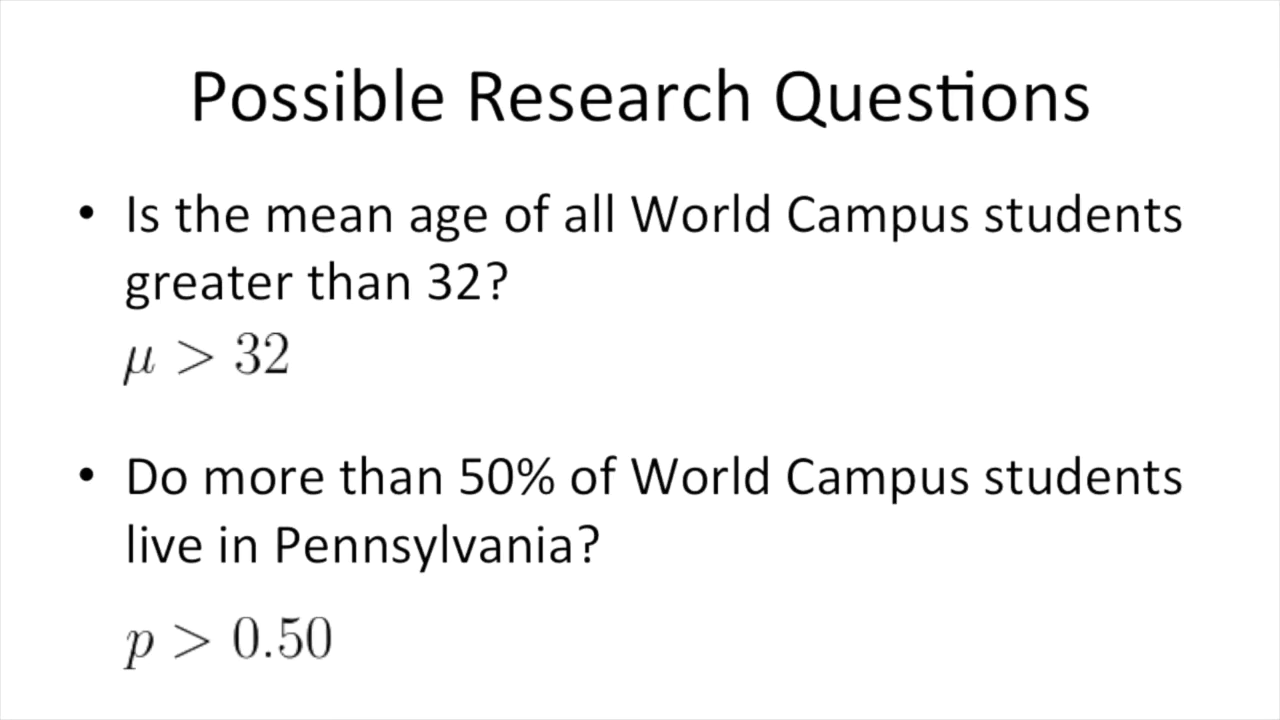 Possible Research Questions
• Is the mean age of all World Campus students
greater than 32?
μ > 32
• Do more than 50% of World Campus students
live in Pennsylvania?
p > 0.50